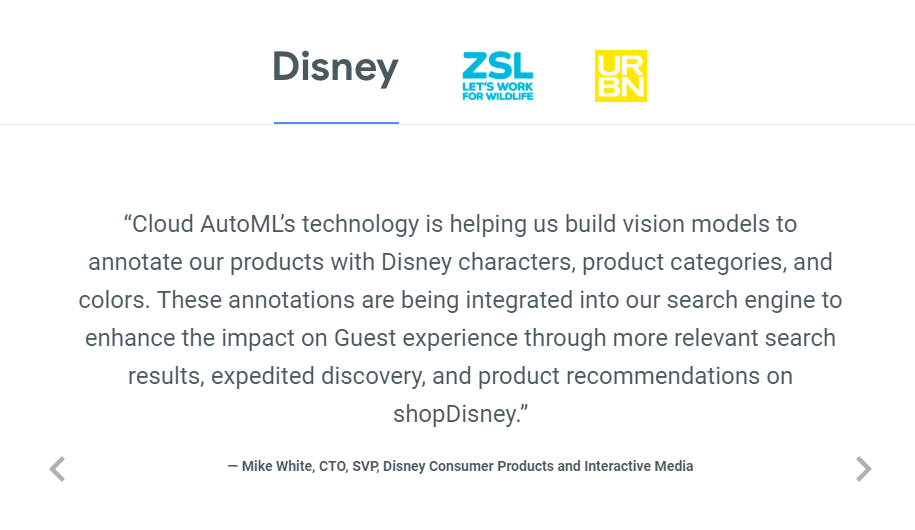 Disney
ZSL
LET'S WORK
FOR WILDLIFE
UR
BN
“Cloud AutoML’s technology is helping us build vision models to
annotate our products with Disney characters, product categories, and
colors. These annotations are being integrated into our search engine to
enhance the impact on Guest experience through more relevant search
results, expedited discovery, and product recommendations on
shopDisney.”
— Mike White, CTO, SVP, Disney Consumer Products and Interactive Media